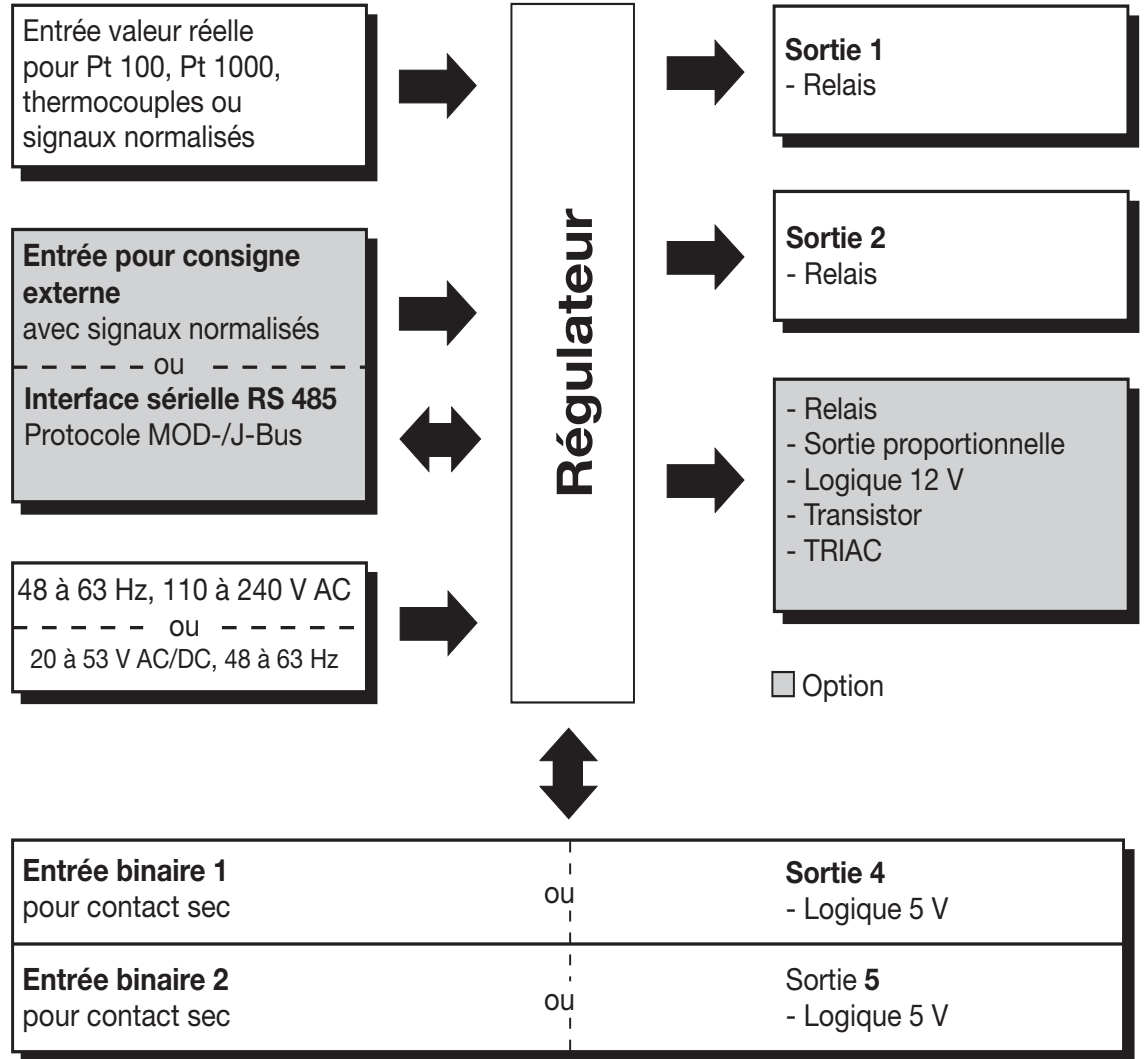 Entrée valeur réelle
pour Pt 100, Pt 1000,
thermocouples ou
signaux normalisés
Entrée pour consigne
externe
avec signaux normalisés
ou
Interface sérielle RS 485
Protocole MOD-/J-Bus
48 à 63 Hz, 110 à 240 V AC
ou
20 à 53 V AC/DC, 48 à 63 Hz
Régulateur
Sortie 1
- Relais
Sortie 2
- Relais
- Relais
- Sortie proportionnelle
- Logique 12 V
- Transistor
- TRIAC
Option
Entrée binaire 1
pour contact sec
ou
Sortie 4
- Logique 5 V
Entrée binaire 2
pour contact sec
ou
Sortie 5
- Logique 5 V